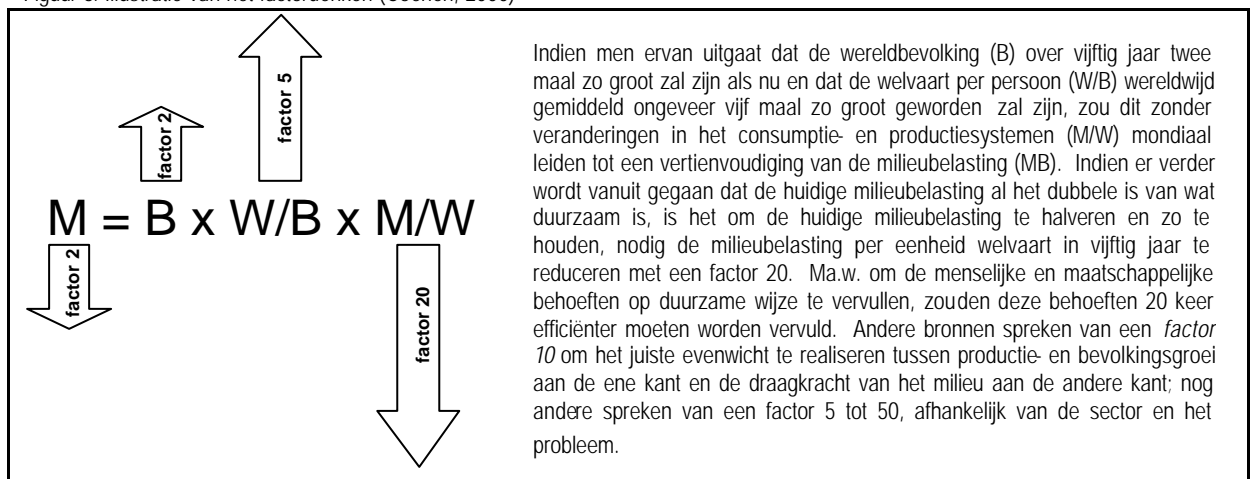 factor 5
factor 2
M = B x W/B x M/W
factor 2
factor 20
Indien men ervan uitgaat dat de wereldbevolking (B) over vijftig jaar twee
maal zo groot zal zijn als nu en dat de welvaart per persoon (W/B) wereldwijd
gemiddeld ongeveer vijf maal zo groot geworden zal zijn, zou dit zonder
veranderingen in het consumptie- en productiesystemen (M/W) mondiaal
leiden tot een vertienvoudiging van de milieubelasting (MB). Indien er verder
wordt vanuit gegaan dat de huidige milieubelasting al het dubbele is van wat
duurzaam is, is het om de huidige milieubelasting te halveren en zo te
houden, nodig de milieubelasting per eenheid welvaart in vijftig jaar te
reduceren met een factor 20. Ma.w. om de menselijke en maatschappelijke
behoeften op duurzame wijze te vervullen, zouden deze behoeften 20 keer
efficiënter moeten worden vervuld. Andere bronnen spreken van een factor
10 om het juiste evenwicht te realiseren tussen productie- en bevolkingsgroei
aan de ene kant en de draagkracht van het milieu aan de andere kant; nog
andere spreken van een factor 5 tot 50, afhankelijk van de sector en het
probleem.